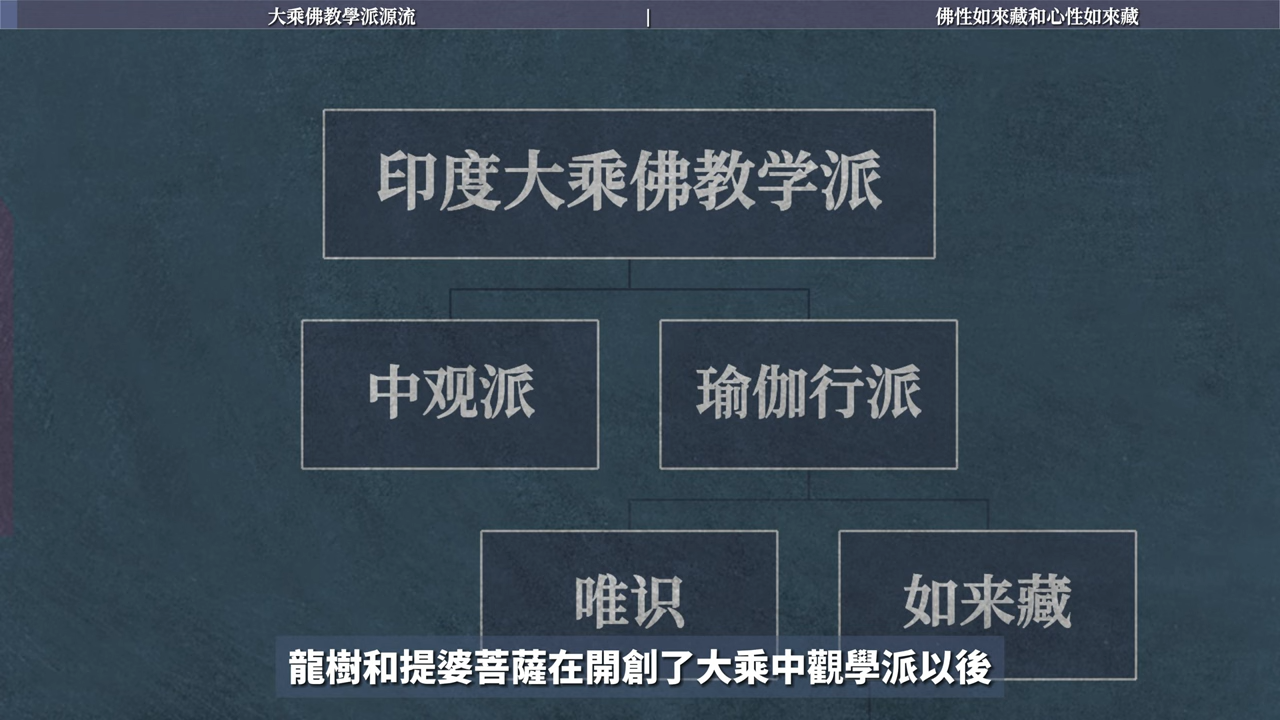 大乘佛教學派源流 | 佛性如來藏和心性如來藏
印度大乘佛教学派
中观派 瑜伽行派
唯识 如来藏
龍樹和提婆菩薩在開創了大乘中觀學派以後